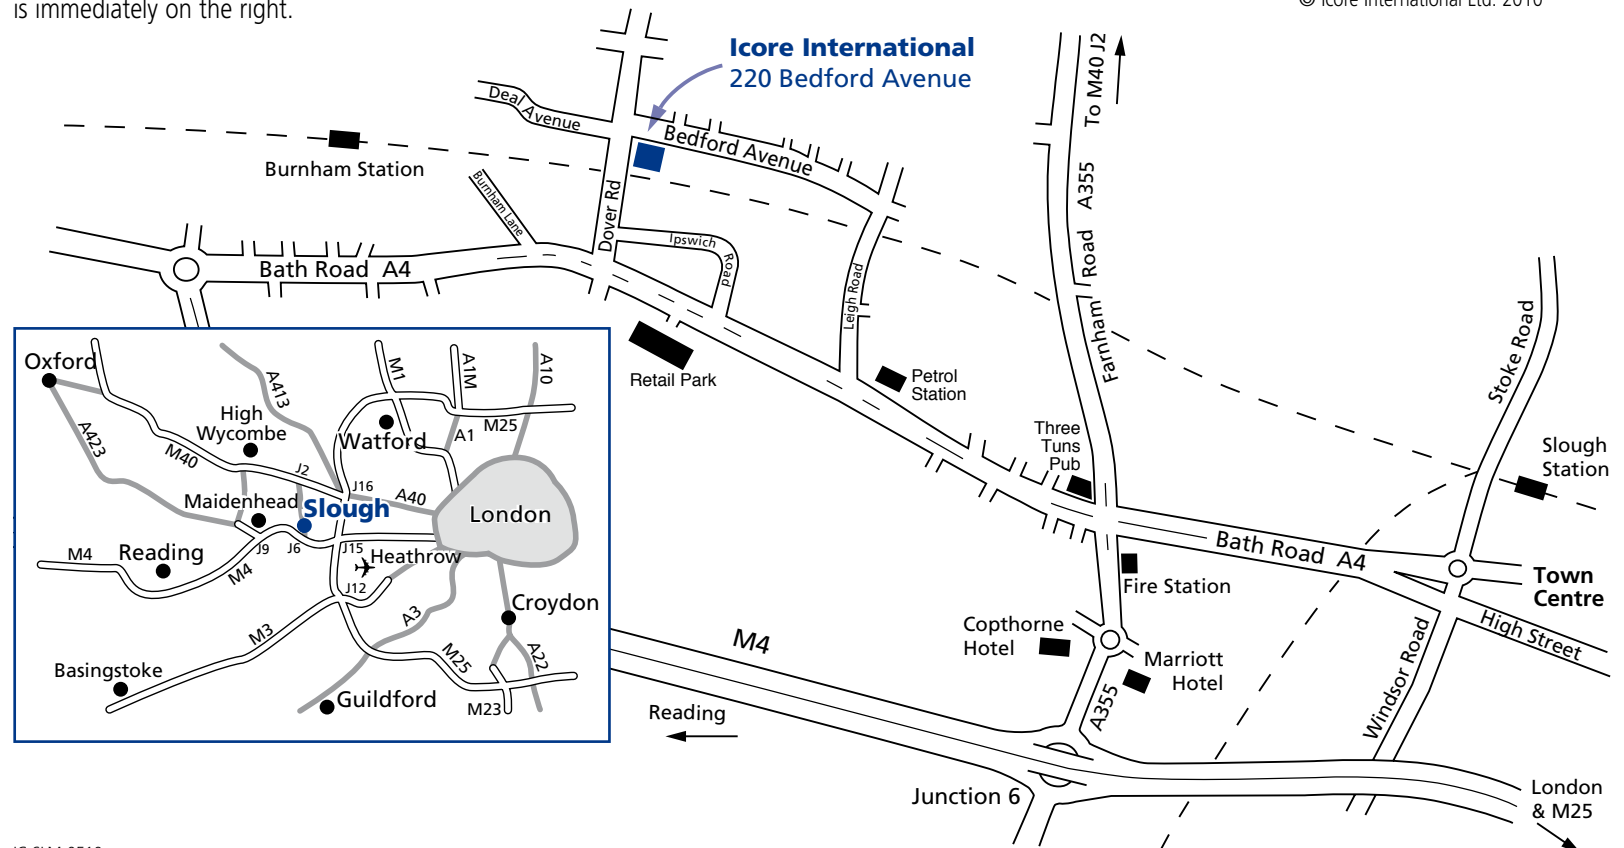 is immediately on the right.
© Icore International Ltd. 2010
Icore International
220 Bedford Avenue
To M40 J2
Deal Avenue
Bedford Avenue
Burnham Station
Burnham Lane
Dover Rd
Ipswich Road
A355
Farnham Road
Bath Road A4
Leigh Road
Stoke Road
Retail Park
Petrol
Station
Three
Tuns
Pub
Slough
Station
Bath Road A4
Fire Station
Town
Centre
High Street
Windsor Road
Copthorne
Hotel
Marriott
Hotel
A355
M4
Reading
Junction 6
London
& M25
Oxford
A413
M1
A1M
A10
High
Wycombe
A423
M40
Watford
A1
M25
J2
J16
A40
Maidenhead
Slough
London
M4
Reading
J9
J6
J15
Heathrow
M4
J12
A3
Croydon
M3
M25
A22
Basingstoke
Guildford
M23